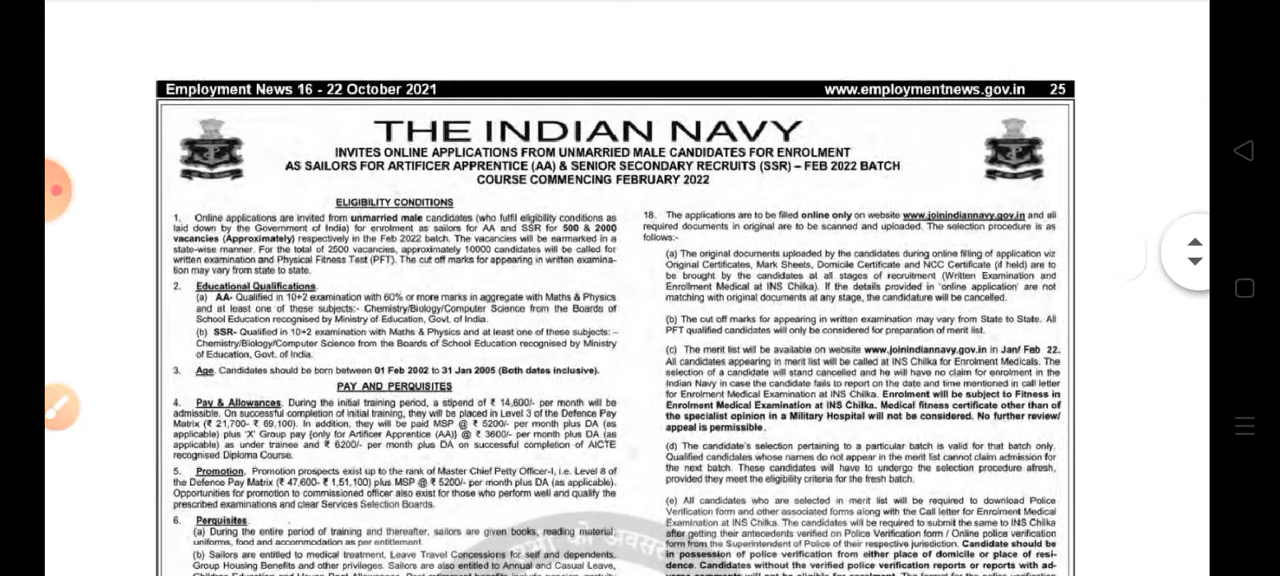 Employment News 16 - 22 October 2021 www.employmentnews.gov.in 25
THE INDIAN NAVY
INVITES ONLINE APPLICATIONS FROM UNMARRIED MALE CANDIDATES FOR ENROLMENT
AS SAILORS FOR ARTIFICER APPRENTICE (AA) & SENIOR SECONDARY RECRUITS (SSR) – FEB 2022 BATCH
COURSE COMMENCING FEBRUARY 2022
ELIGIBILITY CONDITIONS
1. Online applications are invited from unmarried male candidates (who fulfil eligibility conditions as
laid down by the Government of India) for enrolment as sailors for AA and SSR for 500 & 2000
vacancies (Approximately) respectively in the Feb 2022 batch. The vacancies will be earmarked in a
state-wise manner. For the total of 2500 vacancies, approximately 10000 candidates will be called for
written examination and Physical Fitness Test (PFT). The cut off marks for appearing in written examina-
tion may vary from state to state.
2. Educational Qualifications.
(a) AA- Qualified in 10+2 examination with 60% or more marks in aggregate with Maths & Physics
and at least one of these subjects:- Chemistry/Biology/Computer Science from the Boards of
School Education recognised by Ministry of Education, Govt. of India.
(b) SSR- Qualified in 10+2 examination with Maths & Physics and at least one of these subjects: –
Chemistry/Biology/Computer Science from the Boards of School Education recognised by Ministry
of Education, Govt. of India.
3. Age. Candidates should be born between 01 Feb 2002 to 31 Jan 2005 (Both dates inclusive).
PAY AND PERQUISITES
4. Pay & Allowances. During the initial training period, a stipend of ₹ 14,600/- per month will be
admissible. On successful completion of initial training, they will be placed in Level 3 of the Defence Pay
Matrix (₹ 21,700- ₹ 69,100). In addition, they will be paid MSP @ ₹ 5200/- per month plus DA (as
applicable) plus 'X' Group pay {only for Artificer Apprentice (AA)} @ ₹ 3600/- per month plus DA (as
applicable) as under trainee and ₹ 6200/- per month plus DA on successful completion of AICTE
recognised Diploma Course.
5. Promotion. Promotion prospects exist up to the rank of Master Chief Petty Officer-I, i.e. Level 8 of
the Defence Pay Matrix (₹ 47,600- ₹ 1,51,100) plus MSP @ ₹ 5200/- per month plus DA (as applicable).
Opportunities for promotion to commissioned officer also exist for those who perform well and qualify the
prescribed examinations and clear Services Selection Boards.
6. Perquisites.
(a) During the entire period of training and thereafter, sailors are given books, reading material,
uniforms, food and accommodation as per entitlement.
(b) Sailors are entitled to medical treatment, Leave Travel Concessions for self and dependents,
Group Housing Benefits and other privileges. Sailors are also entitled to Annual and Casual Leave,
18. The applications are to be filled online only on website www.joinindiannavy.gov.in and all
required documents in original are to be scanned and uploaded. The selection procedure is as
follows:-
(a) The original documents uploaded by the candidates during online filling of application viz
Original Certificates, Mark Sheets, Domicile Certificate and NCC Certificate (if held) are to
be brought by the candidates at all stages of recruitment (Written Examination and
Enrollment Medical at INS Chilka). If the details provided in 'online application' are not
matching with original documents at any stage, the candidature will be cancelled.
(b) The cut off marks for appearing in written examination may vary from State to State. All
PFT qualified candidates will only be considered for preparation of merit list.
(c) The merit list will be available on website www.joinindiannavy.gov.in in Jan/ Feb 22.
All candidates appearing in merit list will be called at INS Chilka for Enrolment Medicals. The
selection of a candidate will stand cancelled and he will have no claim for enrolment in the
Indian Navy in case the candidate fails to report on the date and time mentioned in call letter
for Enrolment Medical Examination at INS Chilka. Enrolment will be subject to Fitness in
Enrolment Medical Examination at INS Chilka. Medical fitness certificate other than of
the specialist opinion in a Military Hospital will not be considered. No further review/
appeal is permissible.
(d) The candidate's selection pertaining to a particular batch is valid for that batch only.
Qualified candidates whose names do not appear in the merit list cannot claim admission for
the next batch. These candidates will have to undergo the selection procedure afresh,
provided they meet the eligibility criteria for the fresh batch.
(e) All candidates who are selected in merit list will be required to download Police
Verification form and other associated forms along with the Call letter for Enrolment Medical
Examination at INS Chilka. The candidates will be required to submit the same to INS Chilka
after getting their antecedents verified on Police Verification form / Online police verification
form from the Superintendent of Police of their respective jurisdiction. Candidate should be
in possession of police verification from either place of domicile or place of resi-
dence. Candidates without the verified police verification reports or reports with ad-